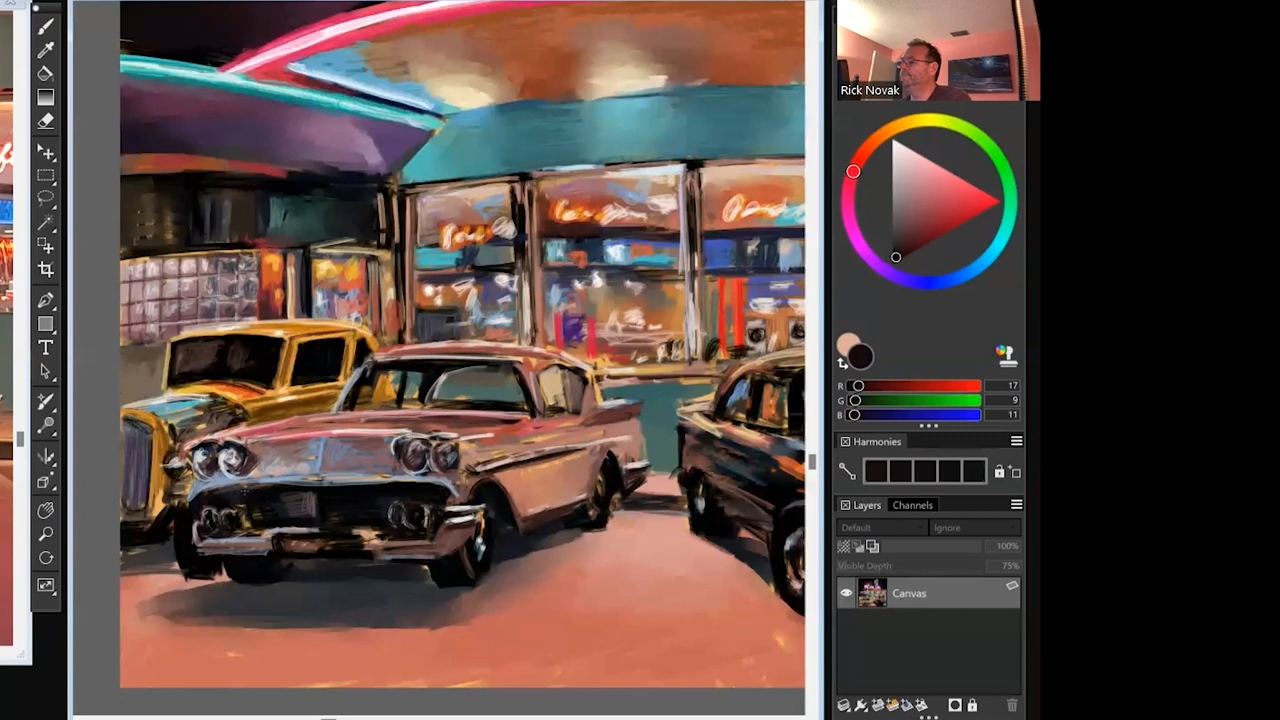 Rick Novak
R 17
G 9
B 11
Harmonies
Layers Channels
Default Ignore
100%
Visible Depth: 75%
Canvas